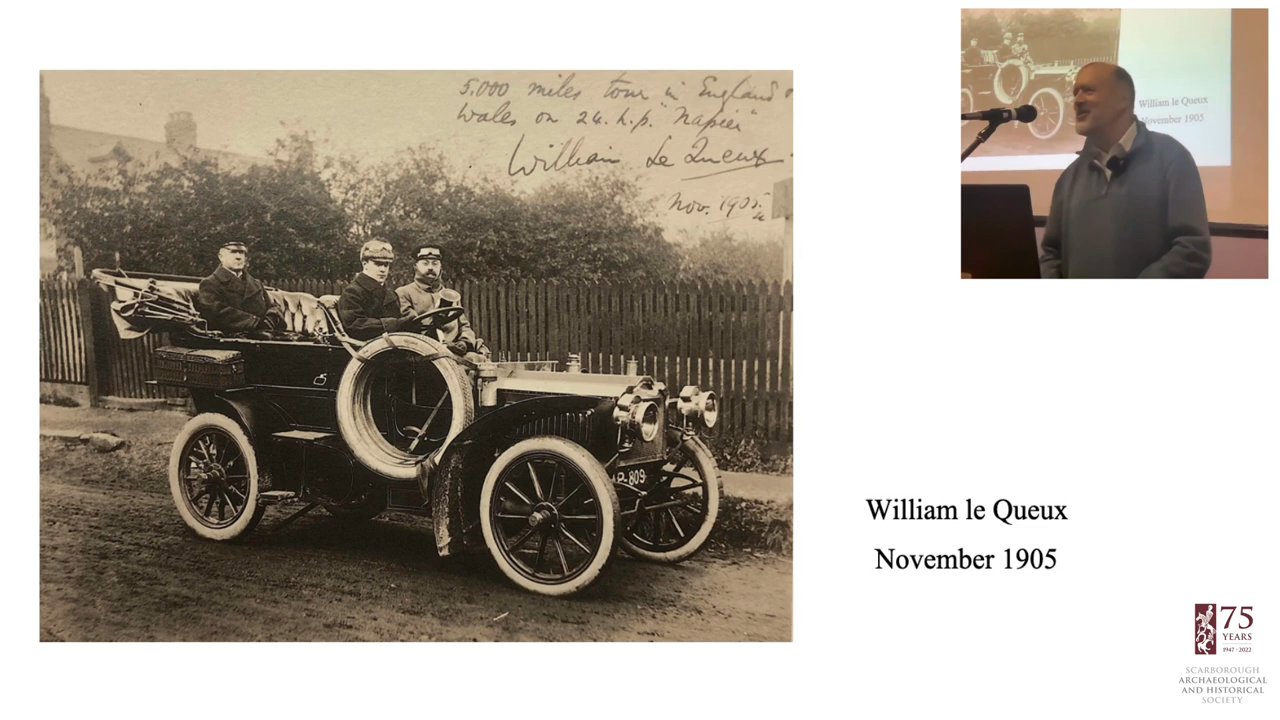 5,000 miles tour in England &
Wales on 24. h.p. "Napier"
William Le Queux.
Nov. 1905.
AP-809
William le Queux
November 1905
William le Queux
November 1905
75
YEARS
1947-2022
SCARBOROUGH
ARCHAEOLOGICAL
AND HISTORICAL
SOCIETY